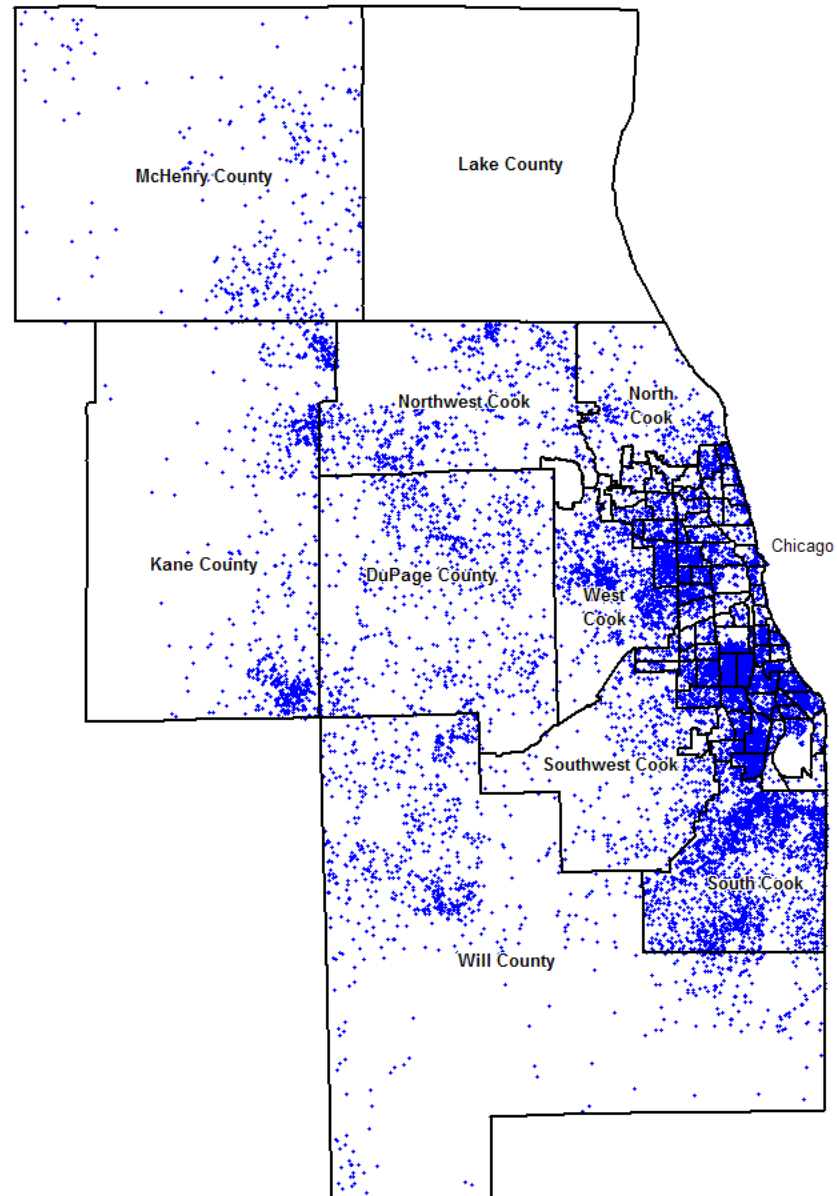 Lake County
McHenry County
Northwest Cook
North
Cook
Chicago
Kane County
DuPage County
West
Cook
Southwest Cook
South Cook
Will County